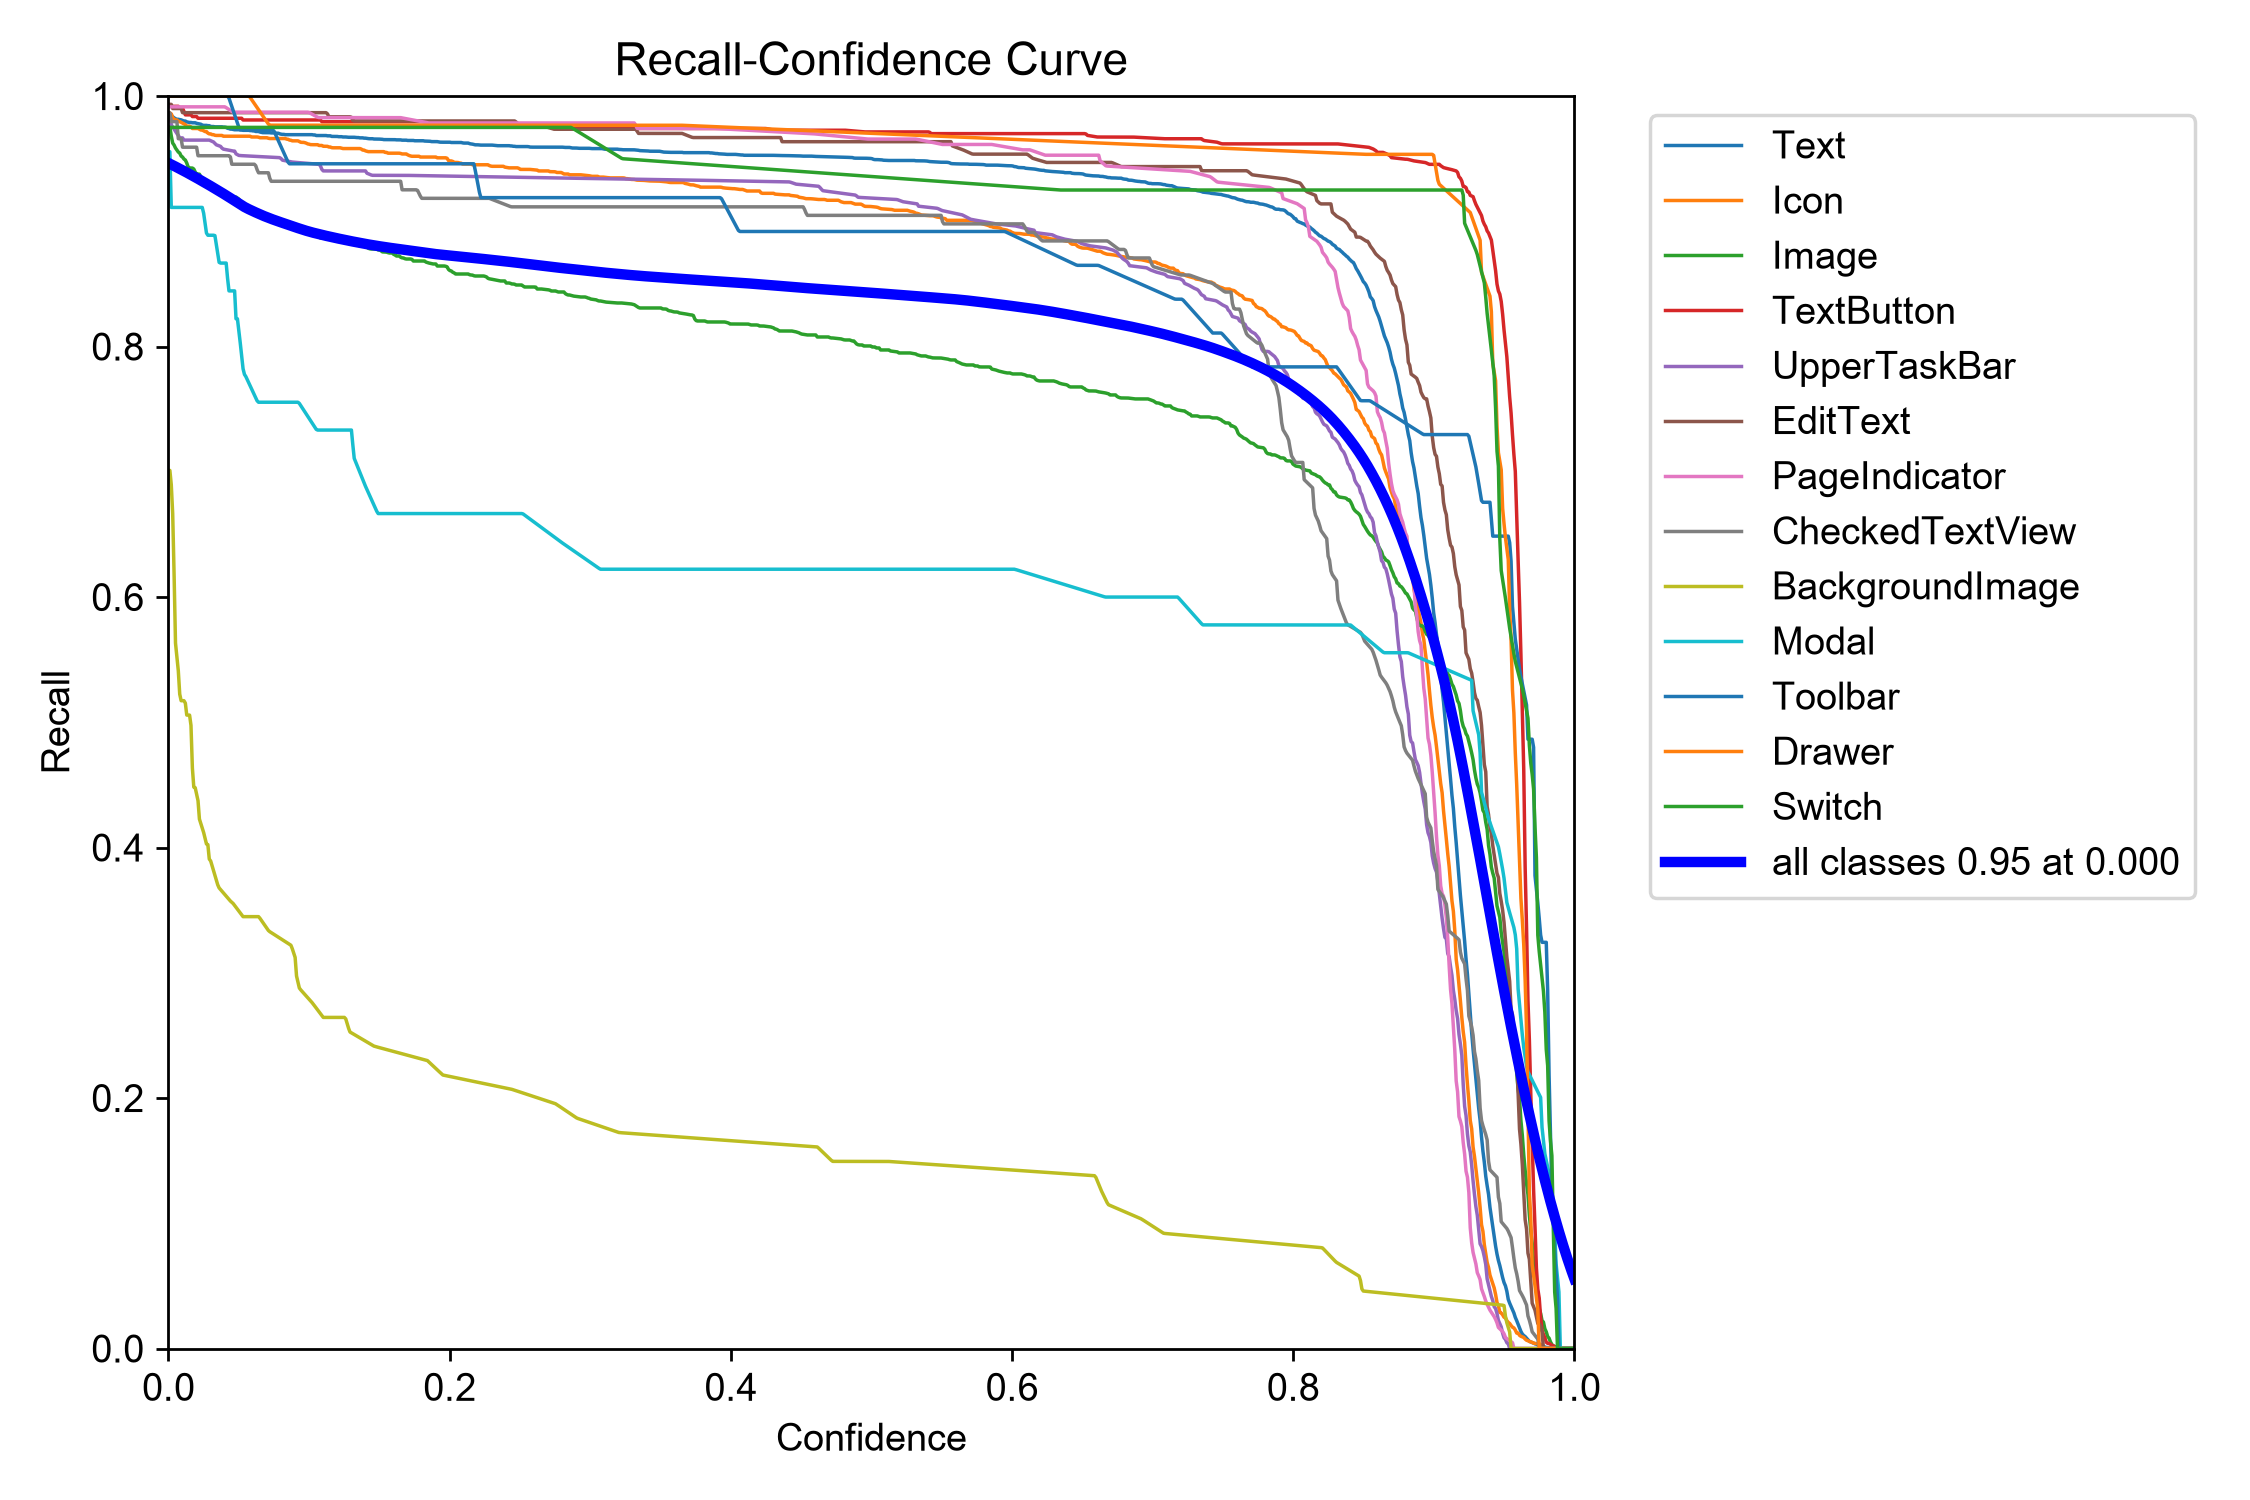 Recall-Confidence Curve
1.0
0.8
0.6
0.4
0.2
0.0
Recall
0.0 0.2 0.4 0.6 0.8 1.0
Confidence
Text
Icon
Image
TextButton
UpperTaskBar
EditText
PageIndicator
CheckedTextView
BackgroundImage
Modal
Toolbar
Drawer
Switch
all classes 0.95 at 0.000